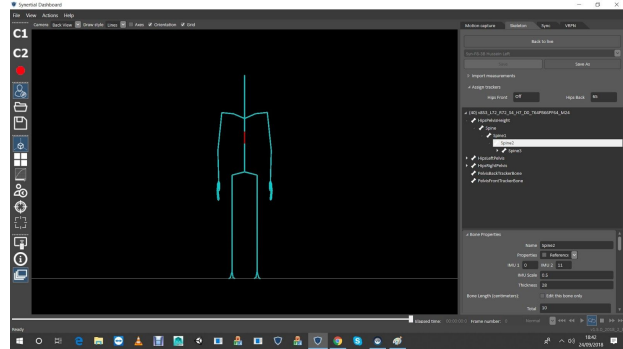 Synertial Dashboard
File View Actions Help
Camera Back View Draw style Lines Axes Orientation Grid
C1
C2
Motion capture Skeleton Sync VRPN
Back to live
Save As
Import measurements
Assign trackers
Hips Front Off Hips Back
HipsPelvisHeight
Spine
Spine1
Spine2
Spine3
HipsLeftPelvis
HipsRightPelvis
PelvisBackTrackerBone
PelvisFrontTrackerBone
Bone Properties
Name Spine2
Properties Reference
IMU 1 0 IMU 2 11
IMU Scale 0.5
Thickness 28
Bone Length (centimeters) Edit this bone only
Total 10
Elapsed time: Frame number: 0 Normal
Ready
18:42
24/09/2018